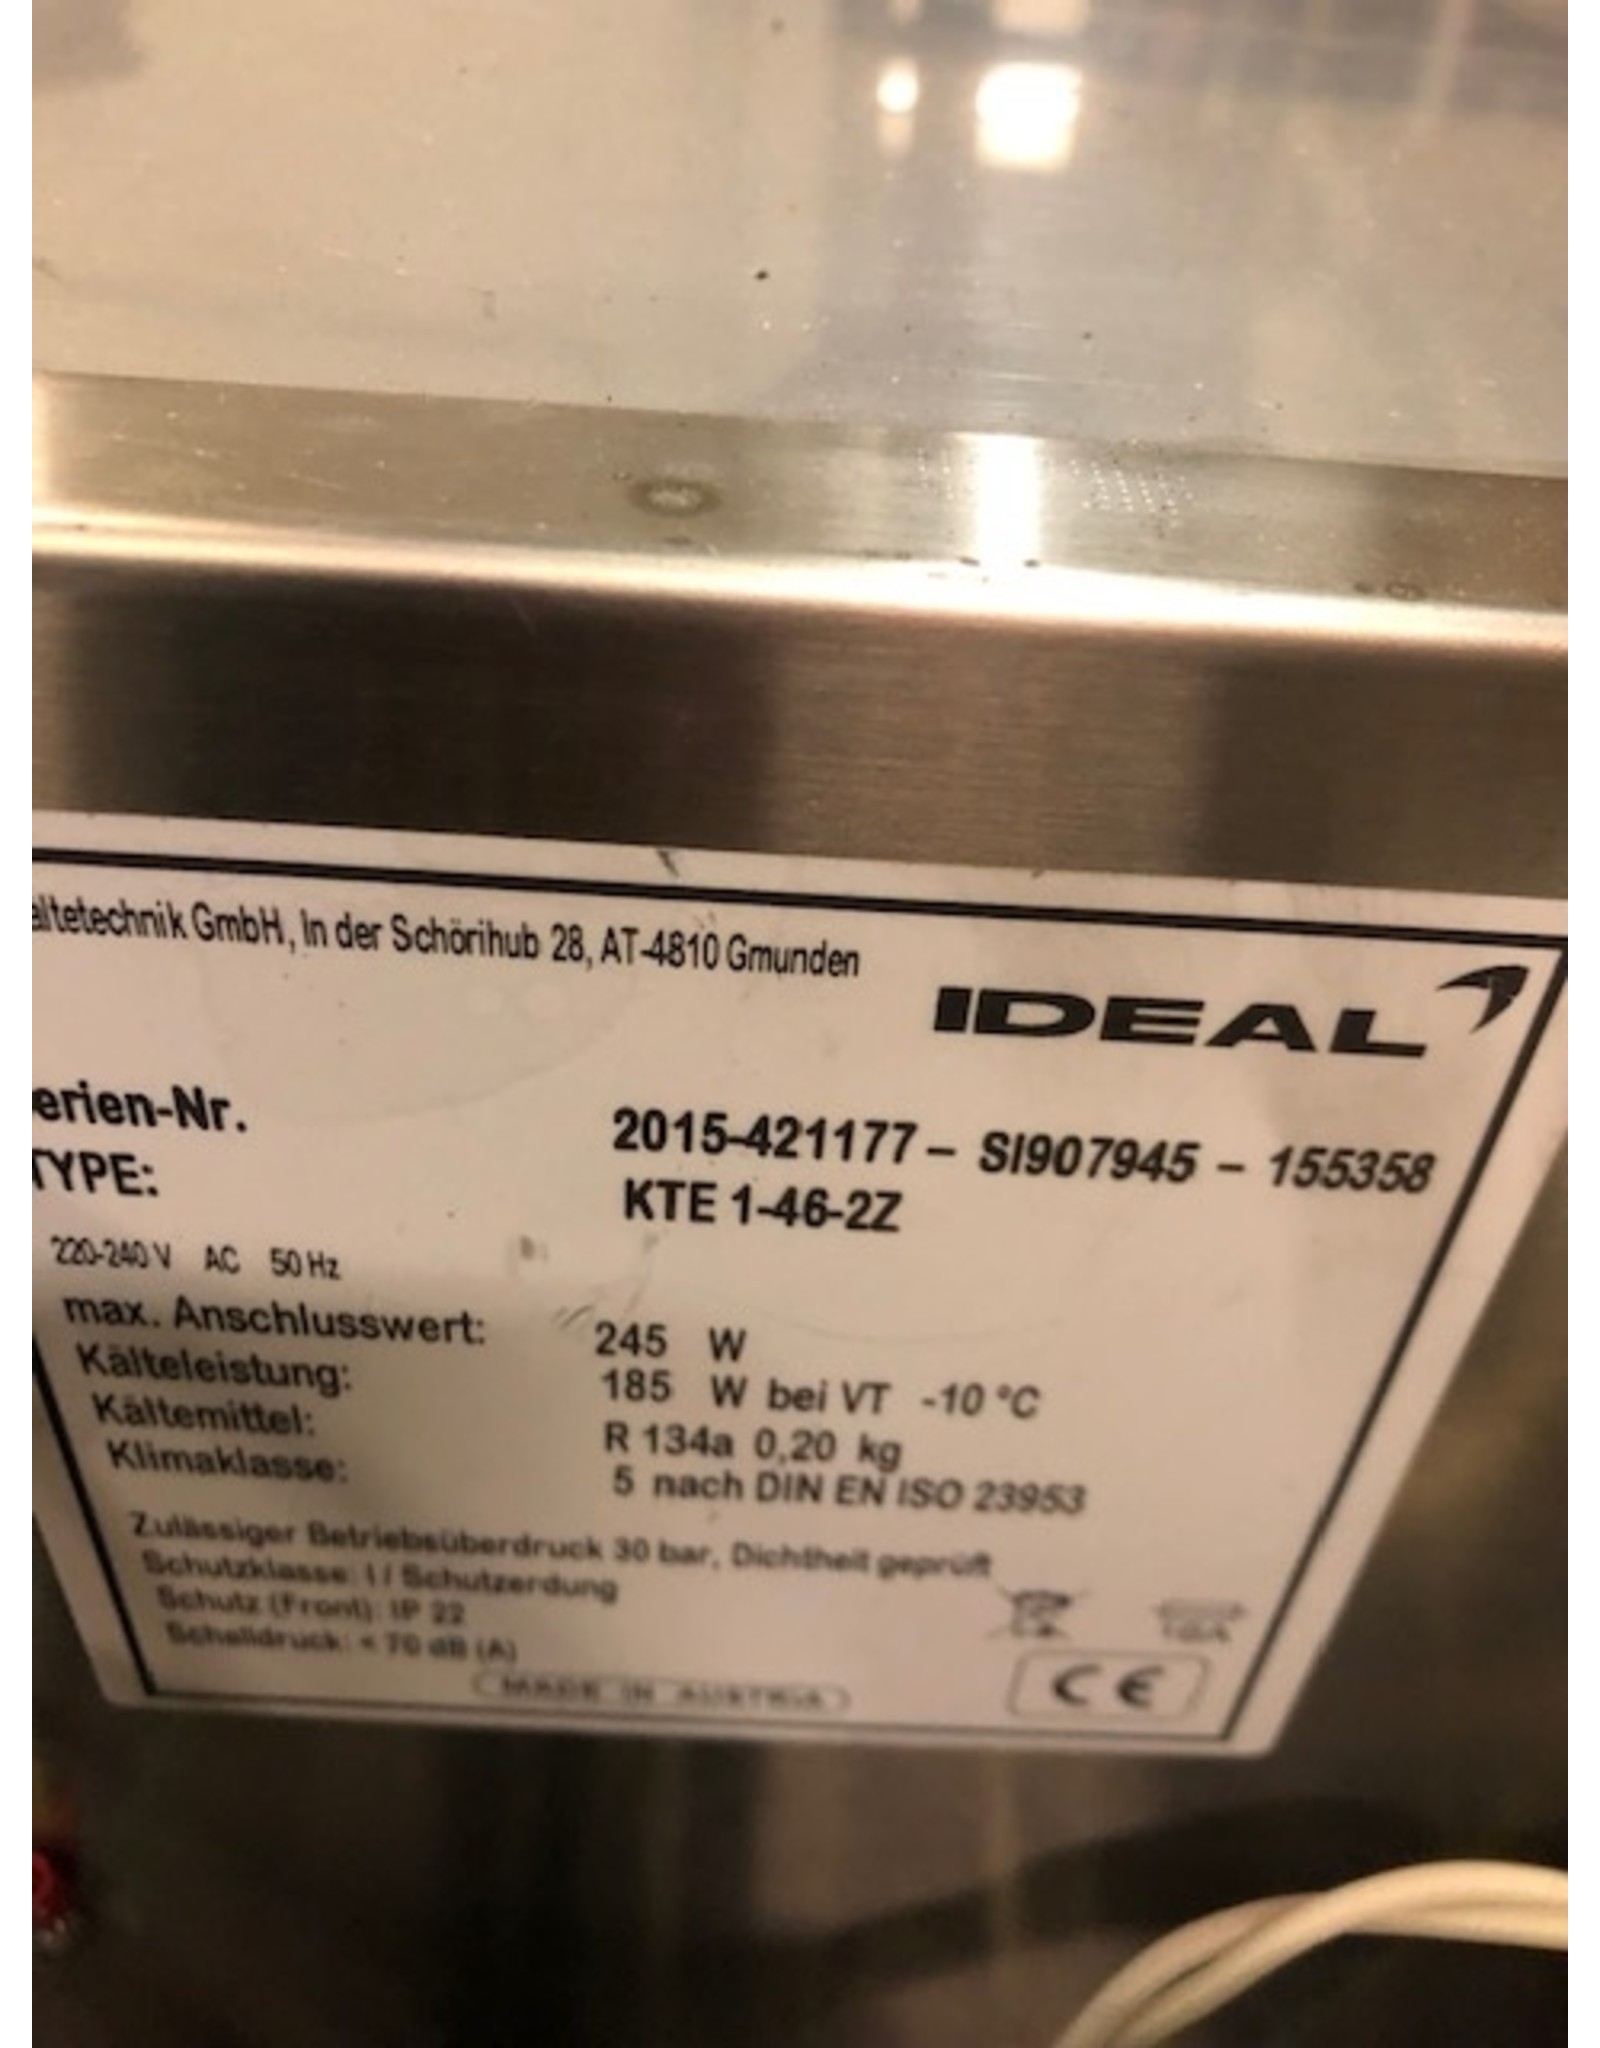 altetechnik GmbH, In der Schörihub 28, AT-4810 Gmunden
IDEAL
erien-Nr. 2015-421177 – SI907945 – 155358
TYPE: KTE 1-46-2Z
220-240 V AC 50 Hz
max. Anschlusswert: 245 W
Kälteleistung: 185 W bei VT -10 °C
Kältemittel: R 134a 0,20 kg
Klimaklasse: 5 nach DIN EN ISO 23953
Zulässiger Betriebsüberdruck 30 bar, Dichtheit geprüft
Schutzklasse: I / Schutzerdung
Schutz (Front): IP 22
Schalldruck: < 70 dB (A)
MADE IN AUSTRIA
CE